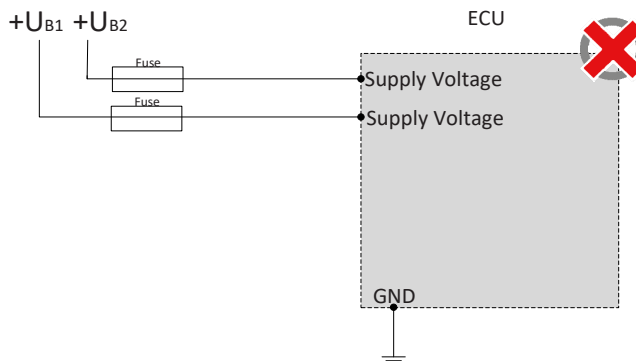 +UB1 +UB2
ECU
Fuse
Supply Voltage
Fuse
Supply Voltage
GND